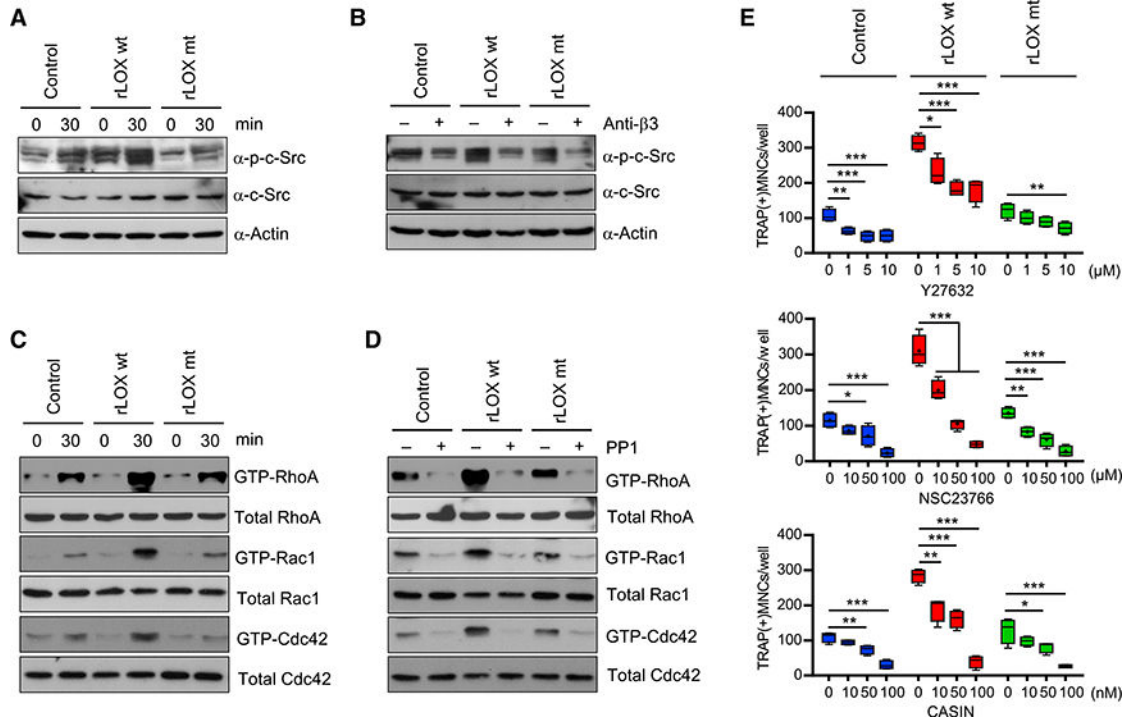 A
Control
rLOX wt
rLOX mt
0 30 0 30 0 30 min
α-p-c-Src
α-c-Src
α-Actin
B
Control
rLOX wt
rLOX mt
– + – + – + Anti-β3
α-p-c-Src
α-c-Src
α-Actin
C
Control
rLOX wt
rLOX mt
0 30 0 30 0 30 min
GTP-RhoA
Total RhoA
GTP-Rac1
Total Rac1
GTP-Cdc42
Total Cdc42
D
Control
rLOX wt
rLOX mt
– + – + – + PP1
GTP-RhoA
Total RhoA
GTP-Rac1
Total Rac1
GTP-Cdc42
Total Cdc42
E
Control
rLOX wt
rLOX mt
TRAP(+)MNCs/well
400
300
200
100
0
***
***
**
***
***
*
**
0 1 5 10 0 1 5 10 0 1 5 10 (μM)
Y27632
TRAP(+)MNCs/w ell
400
300
200
100
0
***
*
***
***
***
**
0 10 50 100 0 10 50 100 0 10 50 100 (μM)
NSC23766
TRAP(+)MNCs/well
400
300
200
100
0
***
**
***
***
**
***
*
0 10 50 100 0 10 50 100 0 10 50 100 (nM)
CASIN